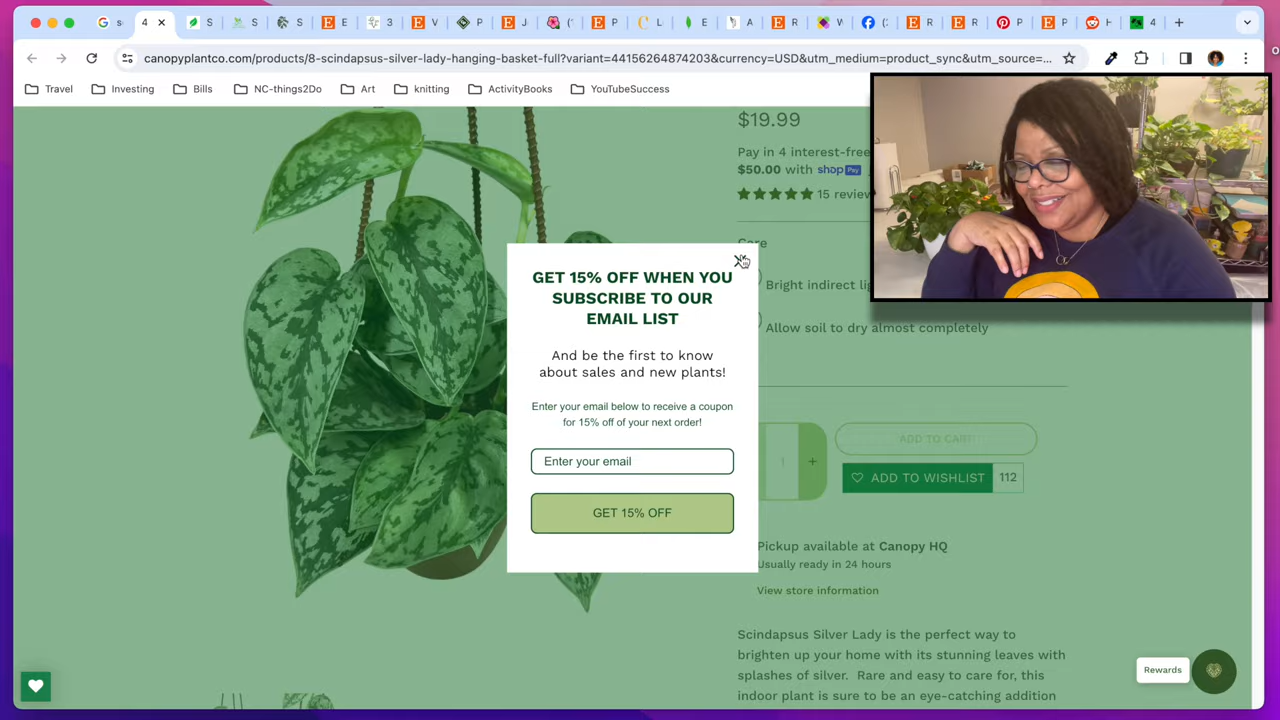 S
4
S
S
S
E
3
E
V
P
E
J
(
E
P
L
E
A
E
R
V
(
E
R
E
R
P
E
P
R
4
canopyplantco.com/products/8-scindapsus-silver-lady-hanging-basket-full?variant=44156264874203&currency=USD&utm_medium=product_sync&utm_source=...
Travel Investing Bills NC-things2Do Art knitting ActivityBooks YouTubeSuccess
$19.99
Pay in 4 interest-free
$50.00 with shop Pay
15 review
Care
Bright indirect li
Allow soil to dry almost completely
GET 15% OFF WHEN YOU
SUBSCRIBE TO OUR
EMAIL LIST
And be the first to know
about sales and new plants!
Enter your email below to receive a coupon
for 15% off of your next order!
Enter your email
GET 15% OFF
1 +
ADD TO CART
ADD TO WISHLIST 112
Pickup available at Canopy HQ
Usually ready in 24 hours
View store information
Scindapsus Silver Lady is the perfect way to
brighten up your home with its stunning leaves with
splashes of silver. Rare and easy to care for, this
indoor plant is sure to be an eye-catching addition
Rewards